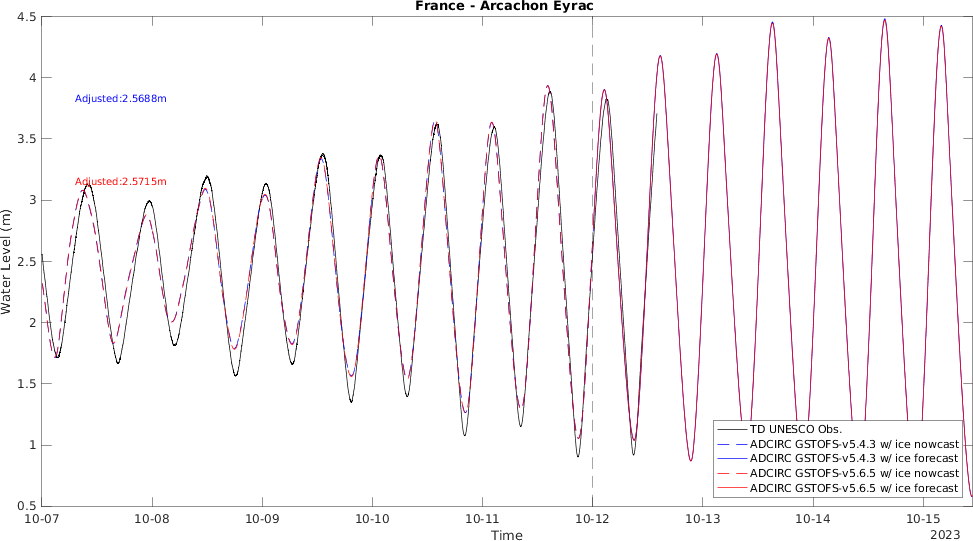 France - Arcachon Eyrac
4.5
4
3.5
3
2.5
2
1.5
1
0.5
Water Level (m)
Adjusted:2.5688m
Adjusted:2.5715m
TD UNESCO Obs.
ADCIRC GSTOFS-v5.4.3 w/ ice nowcast
ADCIRC GSTOFS-v5.4.3 w/ ice forecast
ADCIRC GSTOFS-v5.6.5 w/ ice nowcast
ADCIRC GSTOFS-v5.6.5 w/ ice forecast
10-07 10-08 10-09 10-10 10-11 10-12 10-13 10-14 10-15
Time
2023